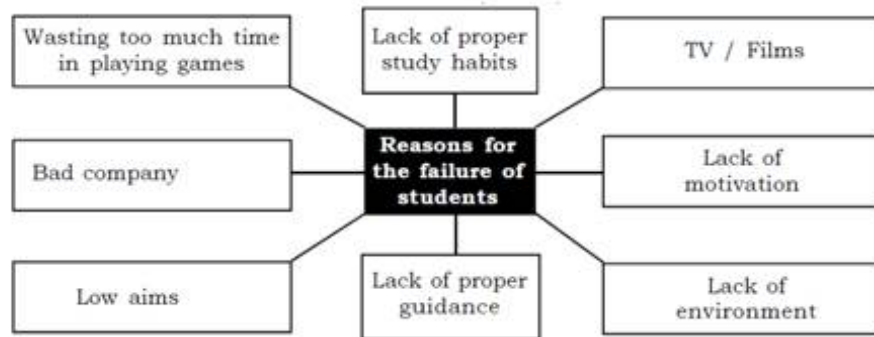 Wasting too much time
in playing games
Lack of proper
study habits
TV / Films
Bad company
Reasons for
the failure of
students
Lack of
motivation
Low aims
Lack of proper
guidance
Lack of
environment